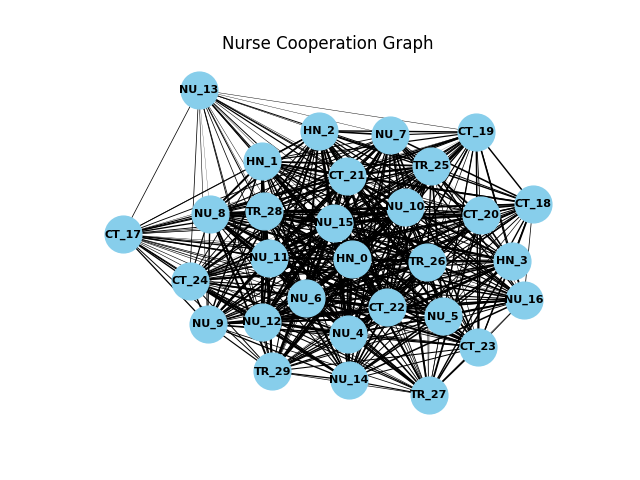 Nurse Cooperation Graph
NU_13
HN_2
NU_7
CT_19
HN_1
TR_25
CT_21
CT_18
NU_10
TR_28
NU_8
CT_20
NU_15
CT_17
NU_11
HN_0
TR_26
HN_3
CT_24
NU_6
NU_16
CT_22
NU_5
NU_12
NU_9
NU_4
CT_23
TR_29
NU_14
TR_27